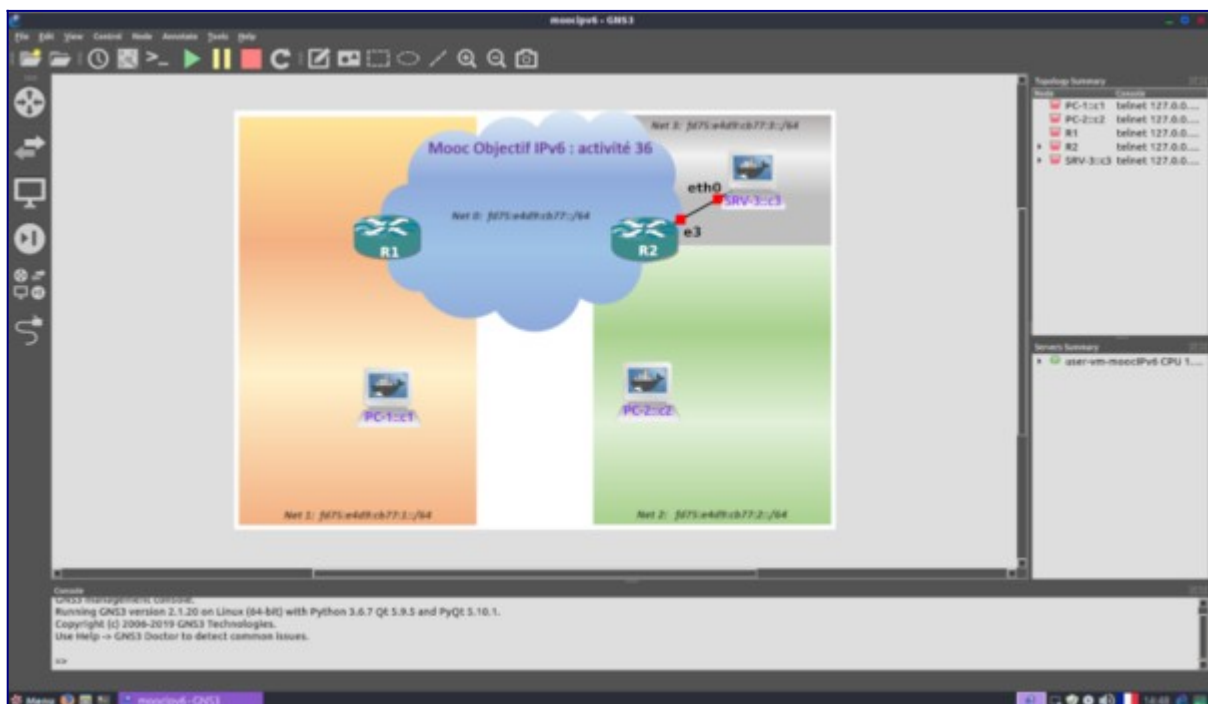 moocipv6 - GNS3
File Edit View Control Node Annotate Tools Help
Topology Summary
Node Console
PC-1::c1 telnet 127.0.0....
PC-2::c2 telnet 127.0.0....
R1 telnet 127.0.0....
R2 telnet 127.0.0....
SRV-3::c3 telnet 127.0.0....
Net 3: fd75:e4d9:cb77:3::/64
Mooc Objectif IPv6 : activité 36
eth0
SRV-3::c3
Net 0: fd75:e4d9:cb77::/64
e3
R1
R2
Servers Summary
user-vm-moocIPv6 CPU 1....
PC-1::c1
PC-2::c2
Net 1: fd75:e4d9:cb77:1::/64
Net 2: fd75:e4d9:cb77:2::/64
Console
GNS3 management console.
Running GNS3 version 2.1.20 on Linux (64-bit) with Python 3.6.7 Qt 5.9.5 and PyQt 5.10.1.
Copyright (c) 2006-2019 GNS3 Technologies.
Use Help -> GNS3 Doctor to detect common issues.
>>
Menu moocipv6 - GNS3 14:48